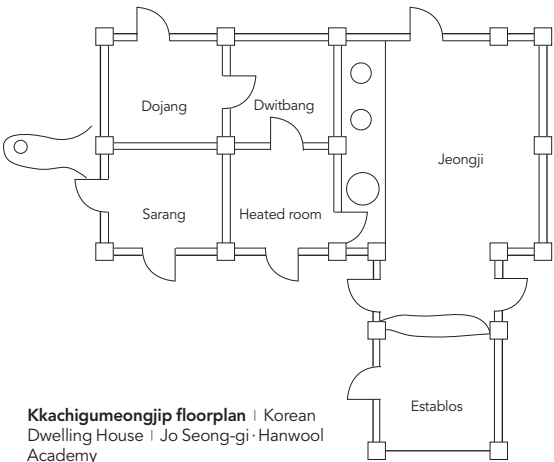 Dojang
Dwitbang
Jeongji
Sarang
Heated room
Establos
Kkachigumeongjip floorplan | Korean
Dwelling House | Jo Seong-gi · Hanwool
Academy